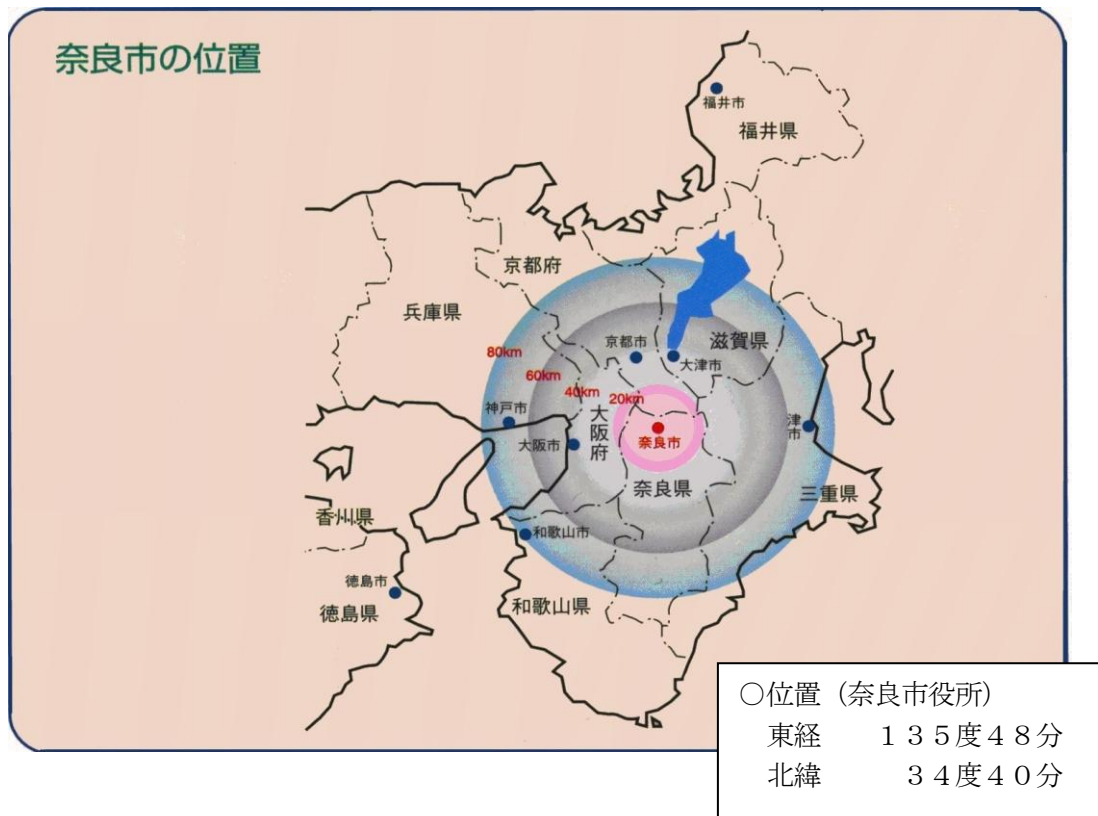 奈良市の位置
福井市
福井県
京都府
兵庫県
京都市
滋賀県
大津市
80km
60km
40km
20km
神戸市
大阪府
大阪市
奈良市
津市
奈良県
三重県
香川県
和歌山市
徳島市
徳島県
和歌山県
○位置（奈良市役所）
東経　　１３５度４８分
北緯　　　３４度４０分